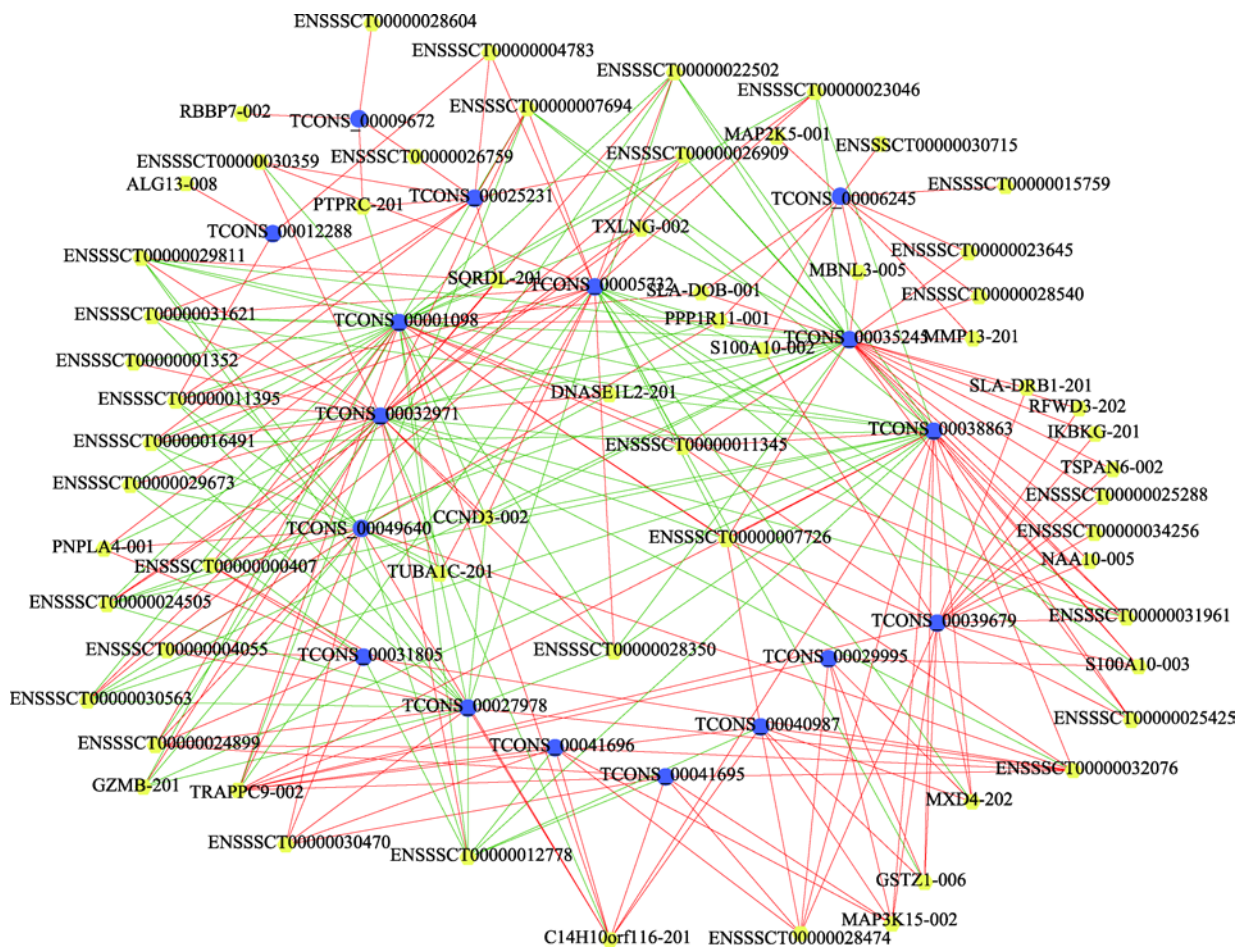 ENSSSCT00000028604
ENSSSCT00000004783
ENSSSCT00000022502
ENSSSCT00000023046
ENSSSCT00000007694
RBBP7-002
TCONS_00009672
MAP2K5-001
ENSSSCT00000030715
ENSSSCT00000030359
ENSSSCT00000026759
ENSSSCT00000026909
ALG13-008
ENSSSCT00000015759
PTPRC-201
TCONS_00025231
TCONS_00006245
TCONS_00012288
TXLNG-002
ENSSSCT00000029811
ENSSSCT00000023645
MBNL3-005
SQRDL-201
TCONS_00005732
SLA-DOB-001
ENSSSCT00000028540
ENSSSCT00000031621
TCONS_00001098
PPP1R11-001
TCONS_00035245
MMP13-201
S100A10-002
ENSSSCT00000001352
SLA-DRB1-201
DNASE1L2-201
ENSSSCT00000011395
TCONS_00032971
RFWD3-202
TCONS_00038863
IKBKG-201
ENSSSCT00000016491
ENSSSCT00000011345
TSPAN6-002
ENSSSCT00000029673
ENSSSCT00000025288
CCND3-002
TCONS_00049640
ENSSSCT00000034256
ENSSSCT00000007726
PNPLA4-001
NAA10-005
ENSSSCT00000000407
TUBA1C-201
ENSSSCT00000024505
ENSSSCT00000031961
TCONS_00039679
ENSSSCT00000004055
TCONS_00031805
ENSSSCT00000028350
TCONS_00029995
S100A10-003
ENSSSCT00000030563
TCONS_00027978
ENSSSCT00000025425
TCONS_00040987
ENSSSCT00000024899
TCONS_00041696
ENSSSCT00000032076
TCONS_00041695
GZMB-201
TRAPPC9-002
MXD4-202
ENSSSCT00000030470
ENSSSCT00000012778
GSTZ1-006
MAP3K15-002
C14H10orf116-201
ENSSSCT00000028474